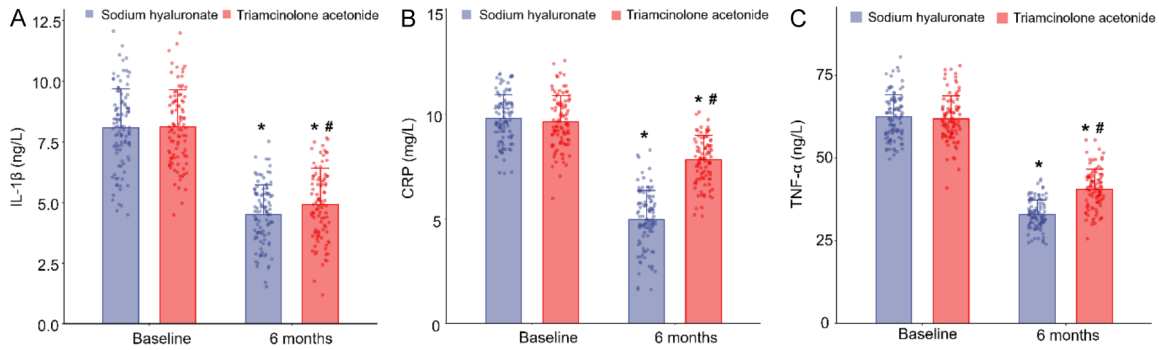 A
Sodium hyaluronate Triamcinolone acetonide
12.5
10.0
7.5
5.0
2.5
0.0
IL-1β (ng/L)
* * #
Baseline 6 months
B
Sodium hyaluronate Triamcinolone acetonide
15
10
5
0
CRP (mg/L)
* * #
Baseline 6 months
C
Sodium hyaluronate Triamcinolone acetonide
75
50
25
0
TNF-α (ng/L)
* * #
Baseline 6 months